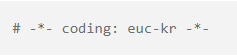 # -*- coding: euc-kr -*-